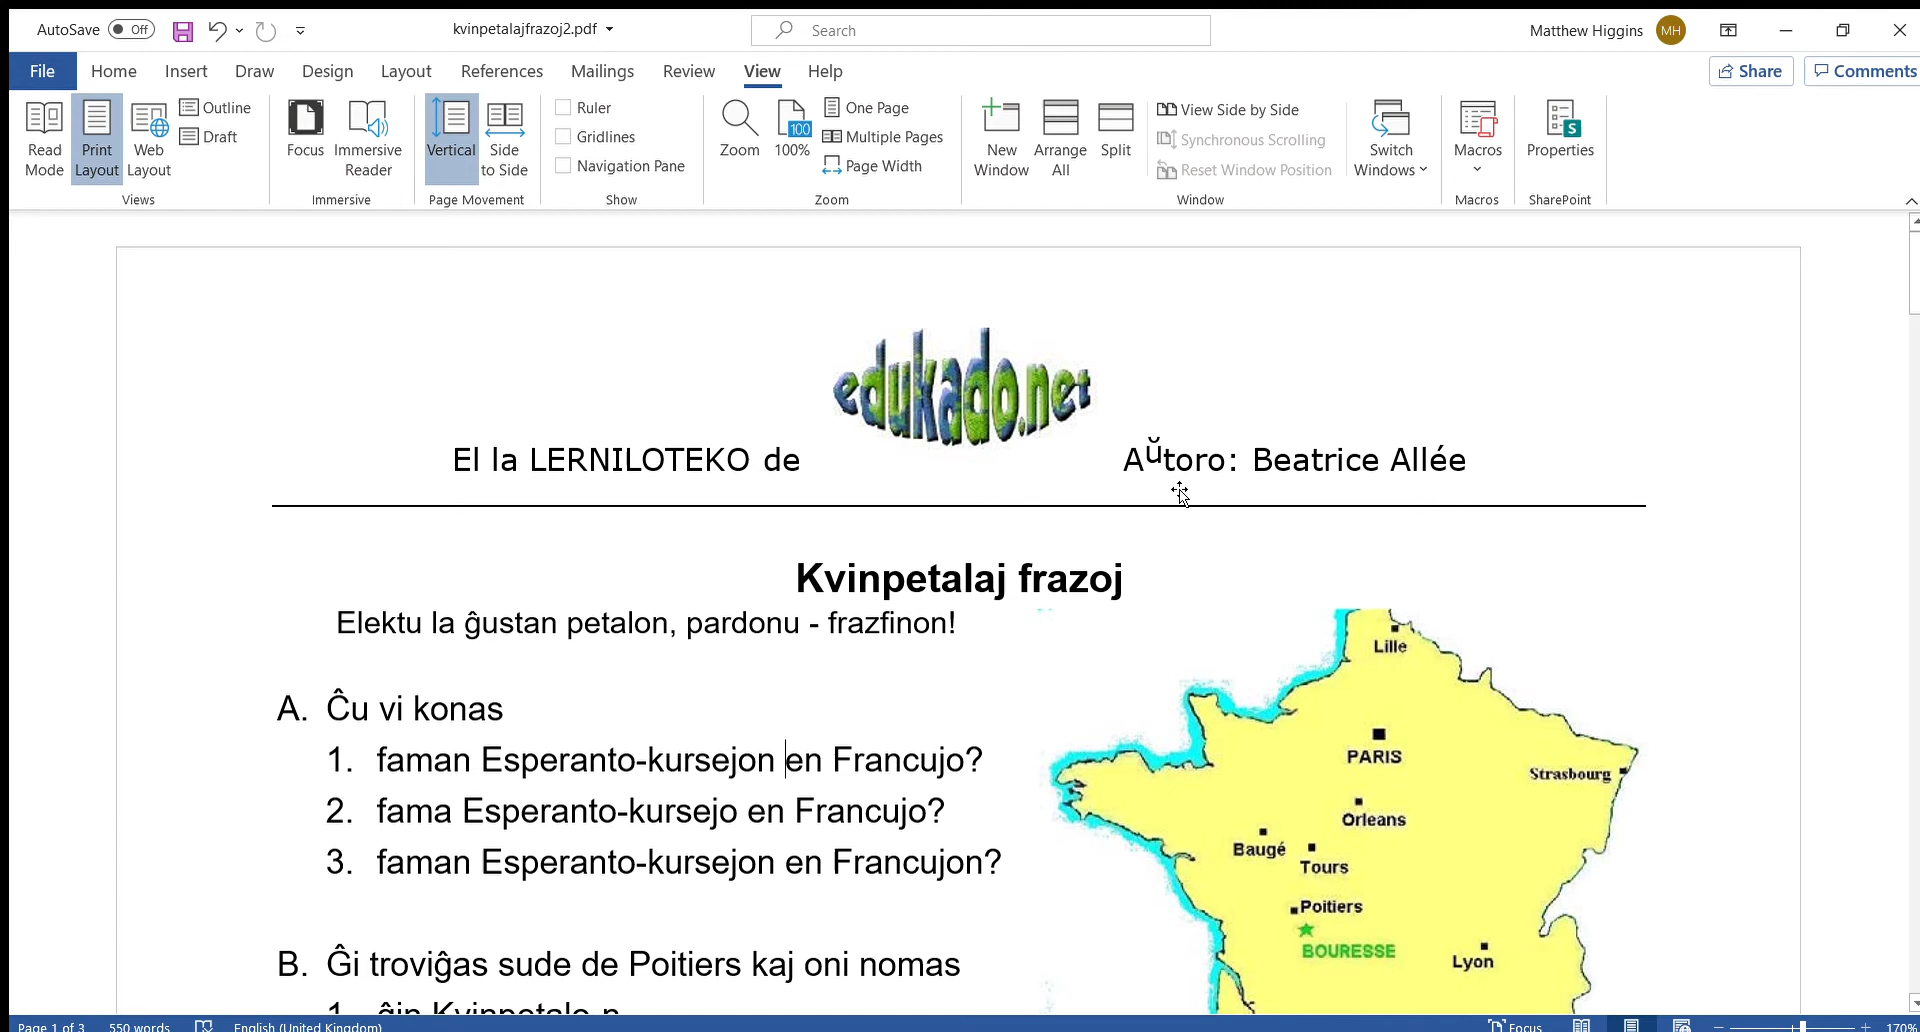 AutoSave Off kvinpetalajfrazoj2.pdf Search Matthew Higgins MH
File Home Insert Draw Design Layout References Mailings Review View Help Share Comments
Read Mode
Print Layout
Web Layout
Outline
Draft
Views
Focus
Immersive Reader
Immersive
Vertical
Side to Side
Page Movement
Ruler
Gridlines
Navigation Pane
Show
Zoom
100
100%
One Page
Multiple Pages
Page Width
Zoom
New Window
Arrange All
Split
View Side by Side
Synchronous Scrolling
Reset Window Position
Switch Windows
Window
Macros
Macros
S
Properties
SharePoint
edukado.net
El la LERNILOTEKO de
Aŭtoro: Beatrice Allée
Kvinpetalaj frazoj
Elektu la ĝustan petalon, pardonu - frazfinon!
A. Ĉu vi konas
1. faman Esperanto-kursejon en Francujo?
2. fama Esperanto-kursejo en Francujo?
3. faman Esperanto-kursejon en Francujon?
B. Ĝi troviĝas sude de Poitiers kaj oni nomas
1. ĝin Kvinpetalo-n
Lille
PARIS
Strasbourg
Orleans
Baugé
Tours
Poitiers
BOURESSE
Lyon
Page 1 of 3 550 words English (United Kingdom) Focus 170%